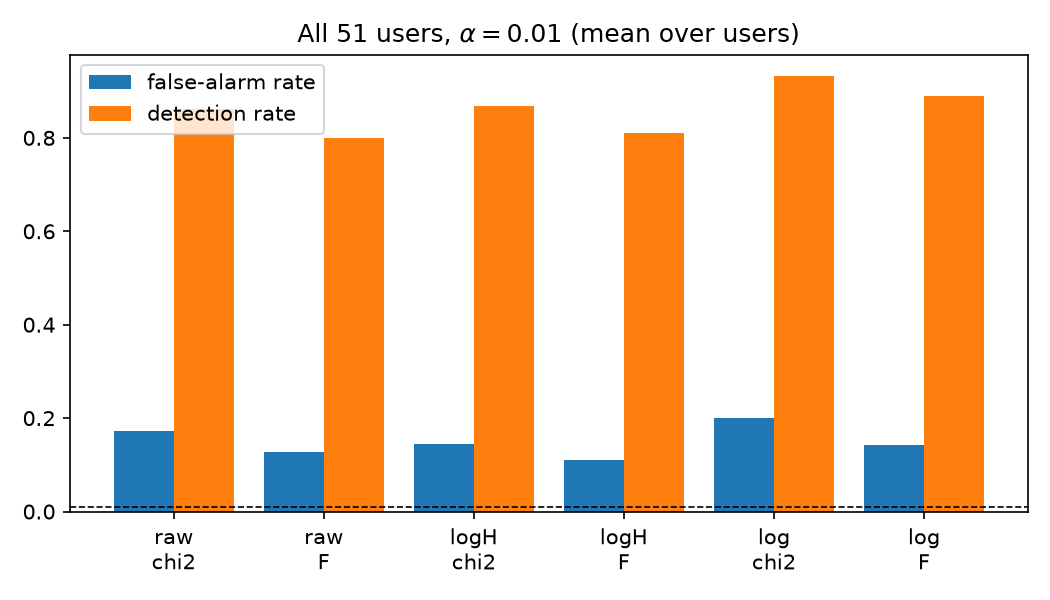 All 51 users, α = 0.01 (mean over users)
false-alarm rate
detection rate
0.8
0.6
0.4
0.2
0.0
raw chi2
raw F
logH chi2
logH F
log chi2
log F